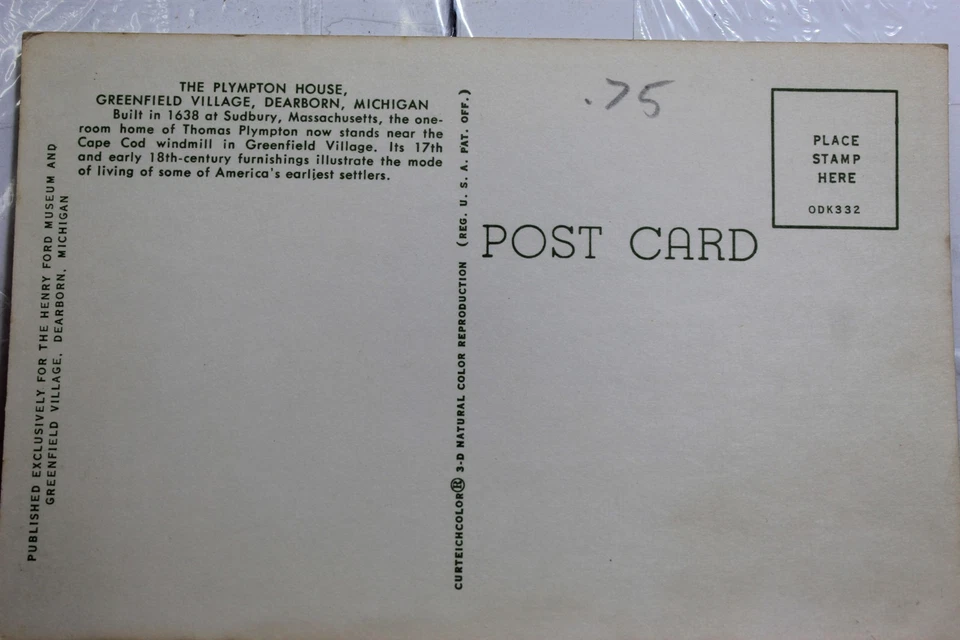 THE PLYMPTON HOUSE,
GREENFIELD VILLAGE, DEARBORN, MICHIGAN
Built in 1638 at Sudbury, Massachusetts, the one-
room home of Thomas Plympton now stands near the
Cape Cod windmill in Greenfield Village. Its 17th
and early 18th-century furnishings illustrate the mode
of living of some of America's earliest settlers.
PUBLISHED EXCLUSIVELY FOR THE HENRY FORD MUSEUM AND
GREENFIELD VILLAGE, DEARBORN, MICHIGAN
CURTEICHCOLOR® 3-D NATURAL COLOR REPRODUCTION (REG. U. S. A. PAT. OFF.)
.75
POST CARD
PLACE
STAMP
HERE
ODK332